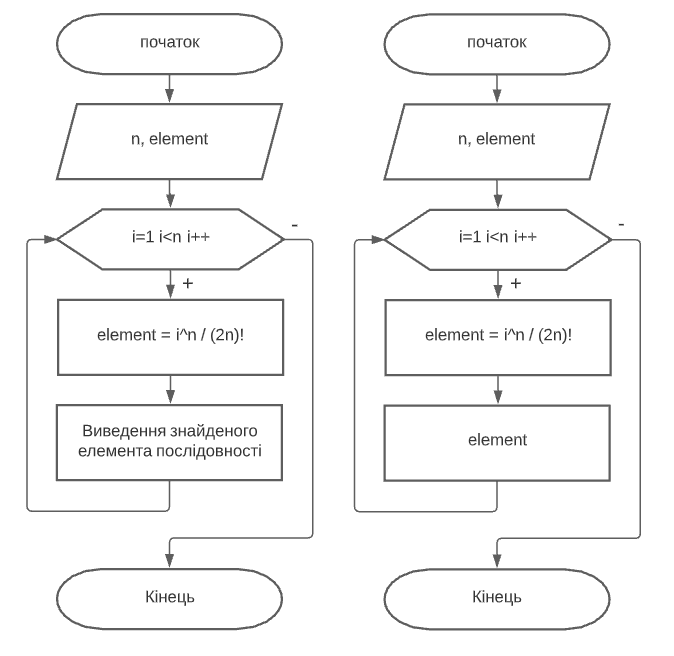 початок
n, element
i=1 i<n i++
-
+
element = i^n / (2n)!
Виведення знайденого
елемента послідовності
Кінець
початок
n, element
i=1 i<n i++
-
+
element = i^n / (2n)!
element
Кінець